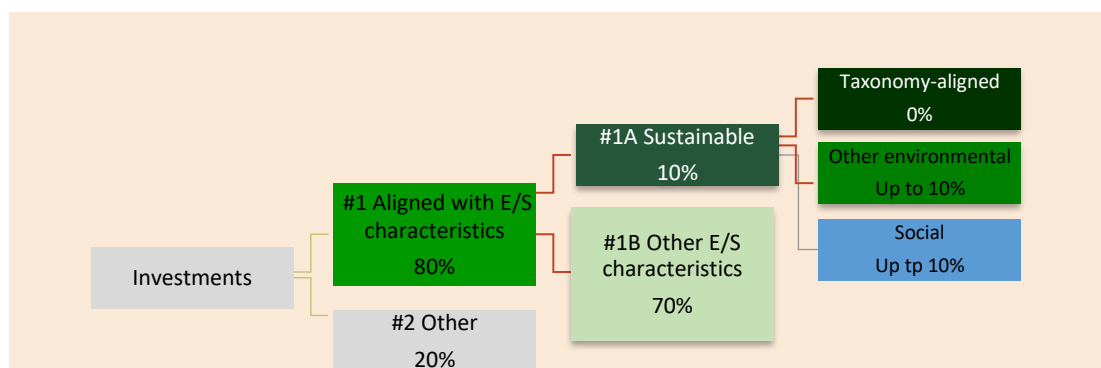 Investments
#1 Aligned with E/S
characteristics
80%
#2 Other
20%
#1A Sustainable
10%
#1B Other E/S
characteristics
70%
Taxonomy-aligned
0%
Other environmental
Up to 10%
Social
Up tp 10%